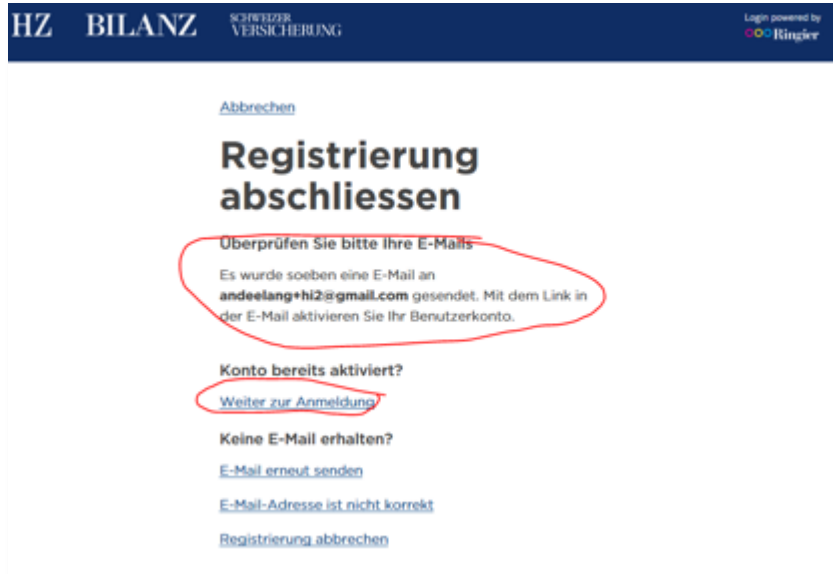 HZ BILANZ SCHWEIZER VERSICHERUNG
Login powered by
Ringier
Abbrechen
Registrierung
abschliessen
Überprüfen Sie bitte Ihre E-Mails
Es wurde soeben eine E-Mail an
andeelang+hi2@gmail.com gesendet. Mit dem Link in
der E-Mail aktivieren Sie Ihr Benutzerkonto.
Konto bereits aktiviert?
Weiter zur Anmeldung
Keine E-Mail erhalten?
E-Mail erneut senden
E-Mail-Adresse ist nicht korrekt
Registrierung abbrechen